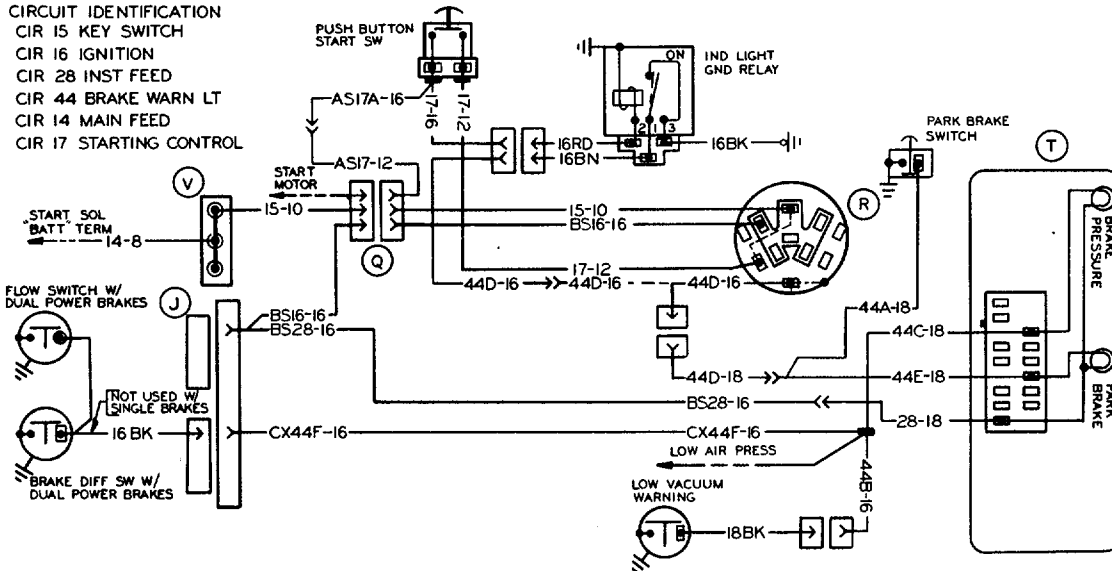 CIRCUIT IDENTIFICATION
CIR 15 KEY SWITCH
CIR 16 IGNITION
CIR 28 INST FEED
CIR 44 BRAKE WARN LT
CIR 14 MAIN FEED
CIR 17 STARTING CONTROL
PUSH BUTTON
START SW
ON
IND LIGHT
GND RELAY
AS17A-16
17-16
17-12
2 1 3
16RD
16BN
16BK
PARK BRAKE
SWITCH
T
AS17-12
START
MOTOR
V
15-10
15-10
BS16-16
R
"START SOL
BATT" TERM
14-8
Q
17-12
44D-16
44D-16
44D-16
BRAKE
PRESSURE
FLOW SWITCH W/
DUAL POWER BRAKES
J
BS16-16
BS28-16
44A-18
44C-18
44D-18
44E-18
NOT USED W/
SINGLE BRAKES
BS28-16
28-18
PARK
BRAKE
16 BK
CX44F-16
CX44F-16
LOW AIR PRESS
44B-16
BRAKE DIFF SW W/
DUAL POWER BRAKES
LOW VACUUM
WARNING
18BK